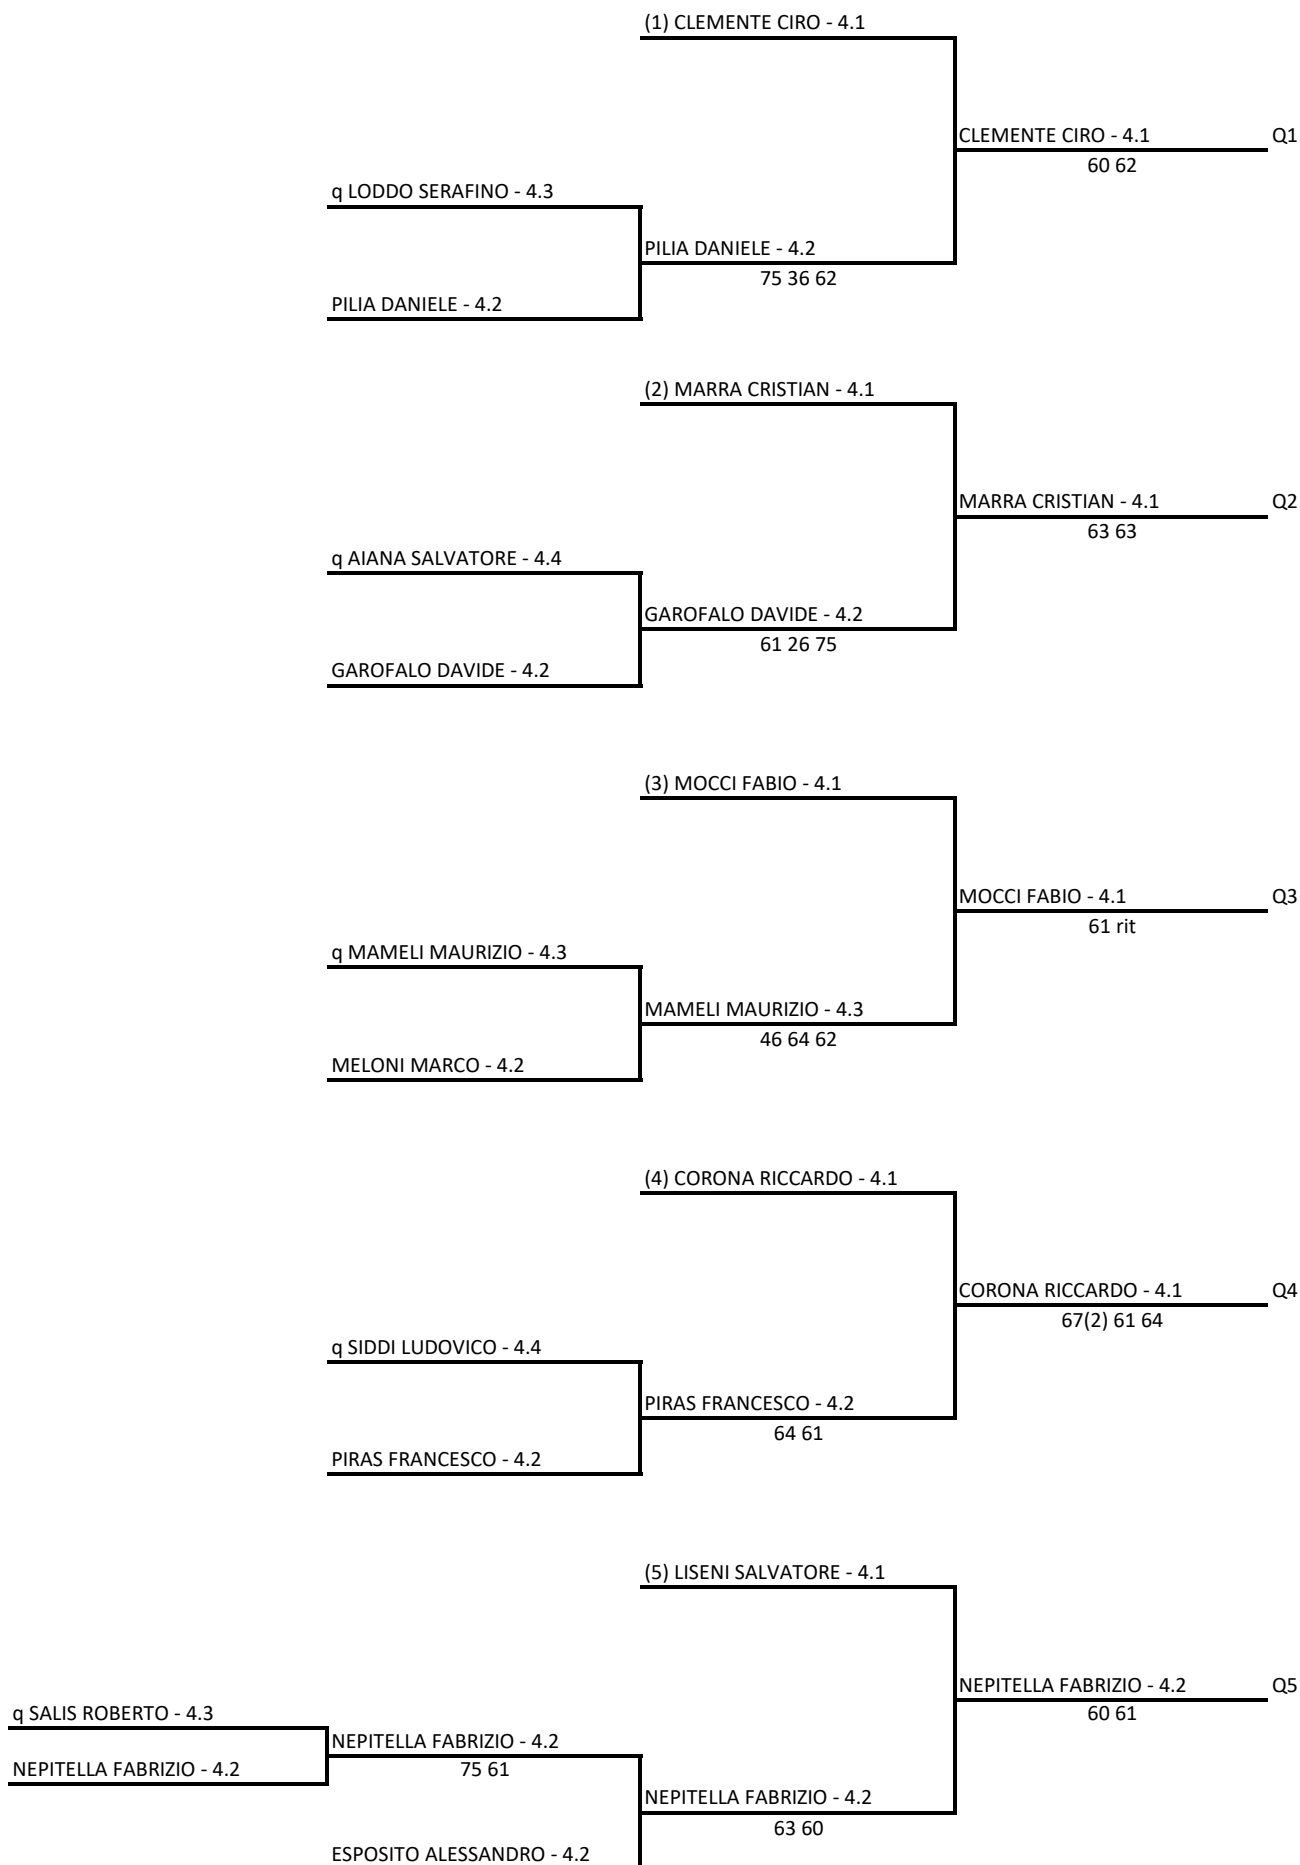 (1) CLEMENTE CIRO - 4.1
CLEMENTE CIRO - 4.1
Q1
60 62
q LODDO SERAFINO - 4.3
PILIA DANIELE - 4.2
75 36 62
PILIA DANIELE - 4.2
(2) MARRA CRISTIAN - 4.1
MARRA CRISTIAN - 4.1
Q2
63 63
q AIANA SALVATORE - 4.4
GAROFALO DAVIDE - 4.2
61 26 75
GAROFALO DAVIDE - 4.2
(3) MOCCI FABIO - 4.1
MOCCI FABIO - 4.1
Q3
61 rit
q MAMELI MAURIZIO - 4.3
MAMELI MAURIZIO - 4.3
46 64 62
MELONI MARCO - 4.2
(4) CORONA RICCARDO - 4.1
CORONA RICCARDO - 4.1
Q4
67(2) 61 64
q SIDDI LUDOVICO - 4.4
PIRAS FRANCESCO - 4.2
64 61
PIRAS FRANCESCO - 4.2
(5) LISENI SALVATORE - 4.1
NEPITELLA FABRIZIO - 4.2
Q5
60 61
q SALIS ROBERTO - 4.3
NEPITELLA FABRIZIO - 4.2
75 61
NEPITELLA FABRIZIO - 4.2
NEPITELLA FABRIZIO - 4.2
63 60
ESPOSITO ALESSANDRO - 4.2